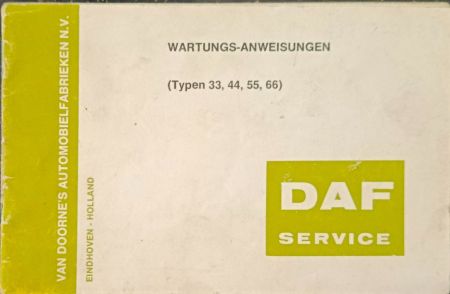 WARTUNGS-ANWEISUNGEN
(Typen 33, 44, 55, 66)
VAN DOORNE'S AUTOMOBIELFABRIEKEN N.V.
EINDHOVEN - HOLLAND
DAF
SERVICE